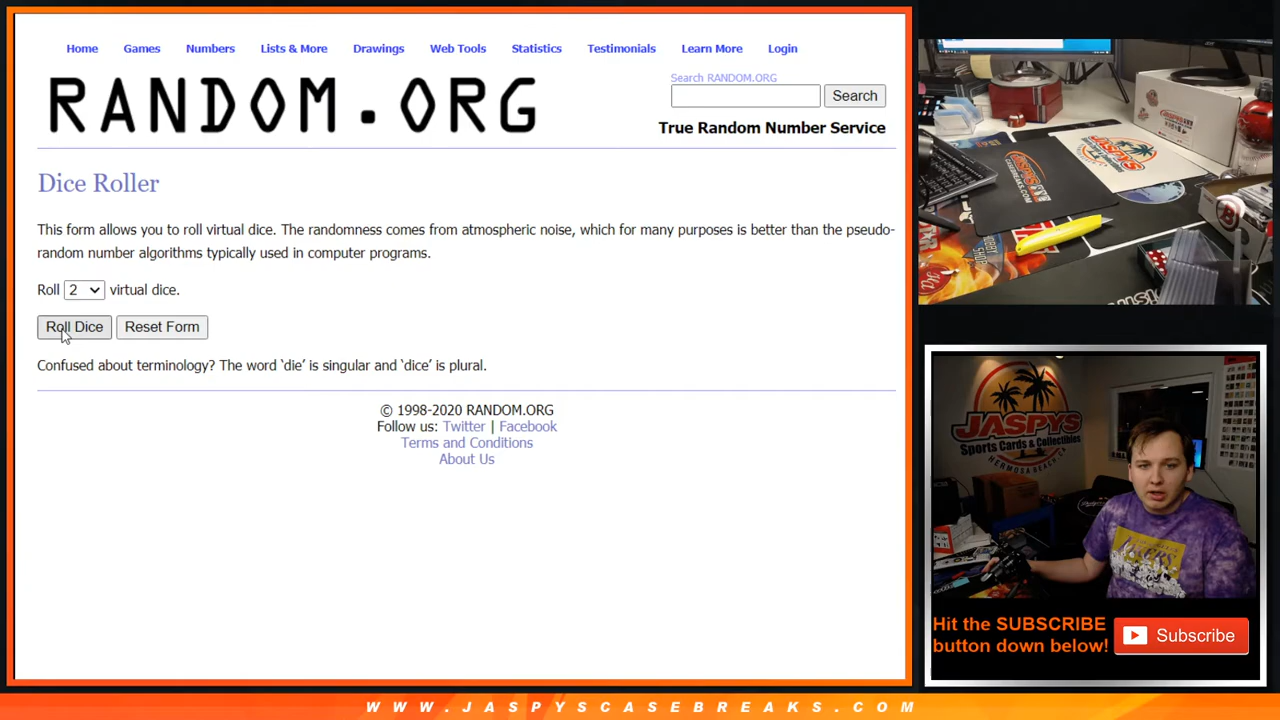 Home Games Numbers Lists & More Drawings Web Tools Statistics Testimonials Learn More Login
RANDOM.ORG
Search RANDOM.ORG
Search
True Random Number Service
Dice Roller
This form allows you to roll virtual dice. The randomness comes from atmospheric noise, which for many purposes is better than the pseudo-
random number algorithms typically used in computer programs.
Roll 2 virtual dice.
Roll Dice Reset Form
Confused about terminology? The word ‘die’ is singular and ‘dice’ is plural.
© 1998-2020 RANDOM.ORG
Follow us: Twitter | Facebook
Terms and Conditions
About Us
JASPYS
JASPYS
Sports Cards & Collectibles
HERMOSA BEACH, CA
LAKERS
Hit the SUBSCRIBE
button down below!
Subscribe
WWW.JASPYSCASEBREAKS.COM